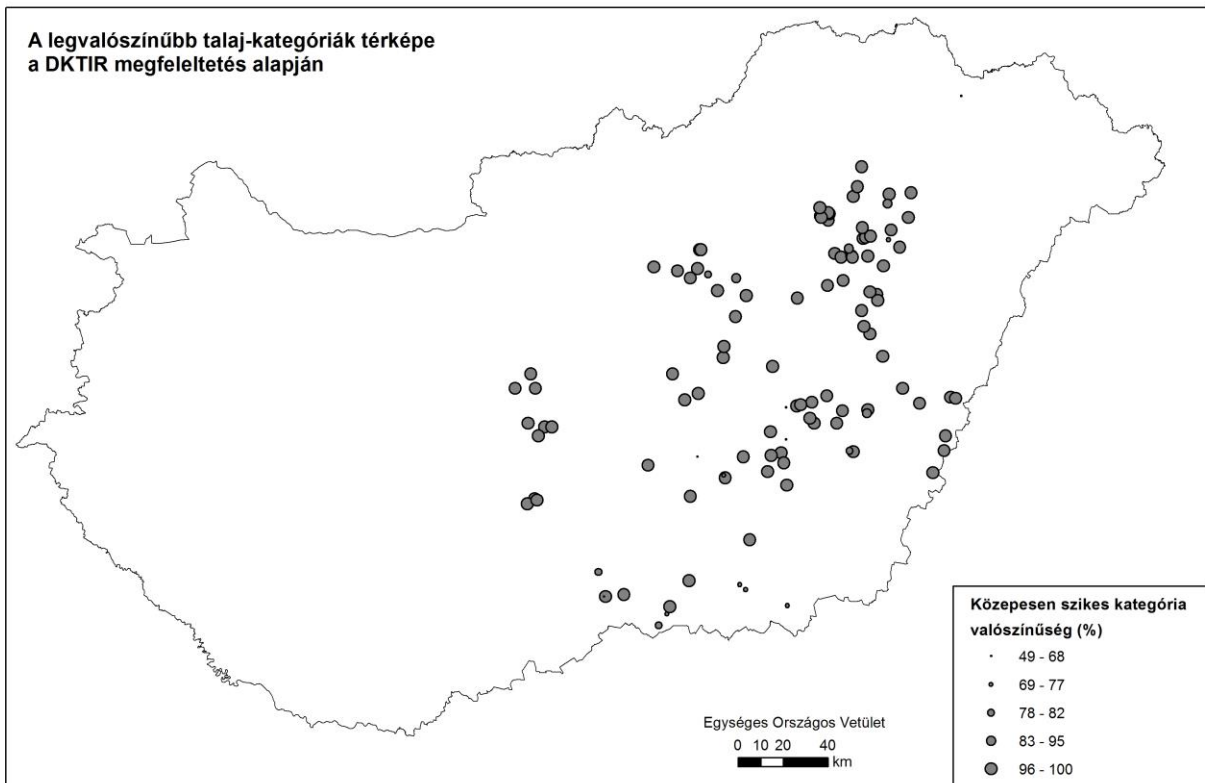 A legvalószínűbb talaj-kategóriák térképe
a DKTIR megfeleltetés alapján
Egységes Országos Vetület
0 10 20 40
km
Közepesen szikes kategória
valószínűség (%)
49 - 68
69 - 77
78 - 82
83 - 95
96 - 100